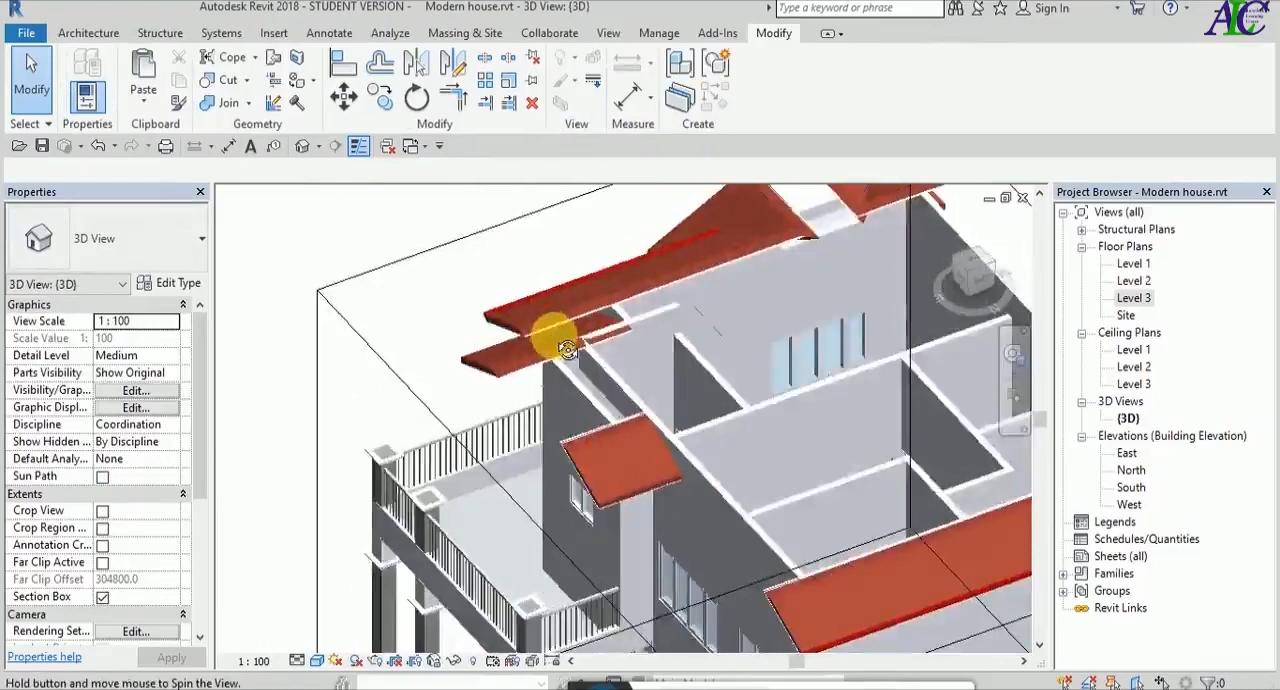 Autodesk Revit 2018 - STUDENT VERSION - Modern house.rvt - 3D View: {3D}
Type a keyword or phrase
Sign In
ALC
File Architecture Structure Systems Insert Annotate Analyze Massing & Site Collaborate View Manage Add-Ins Modify
Modify
Paste
Cope
Cut
Join
Select Properties Clipboard Geometry Modify View Measure Create
Properties
3D View
3D View: {3D} Edit Type
Graphics
View Scale 1 : 100
Scale Value 1: 100
Detail Level Medium
Parts Visibility Show Original
Visibility/Grap... Edit...
Graphic Displ... Edit...
Discipline Coordination
Show Hidden ... By Discipline
Default Analy... None
Sun Path
Extents
Crop View
Crop Region ...
Annotation Cr...
Far Clip Active
Far Clip Offset 304800.0
Section Box
Camera
Rendering Set... Edit...
Properties help Apply
Project Browser - Modern house.rvt
Views (all)
Structural Plans
Floor Plans
Level 1
Level 2
Level 3
Site
Ceiling Plans
Level 1
Level 2
Level 3
3D Views
{3D}
Elevations (Building Elevation)
East
North
South
West
Legends
Schedules/Quantities
Sheets (all)
Families
Groups
Revit Links
1 : 100
Hold button and move mouse to Spin the View.
:0